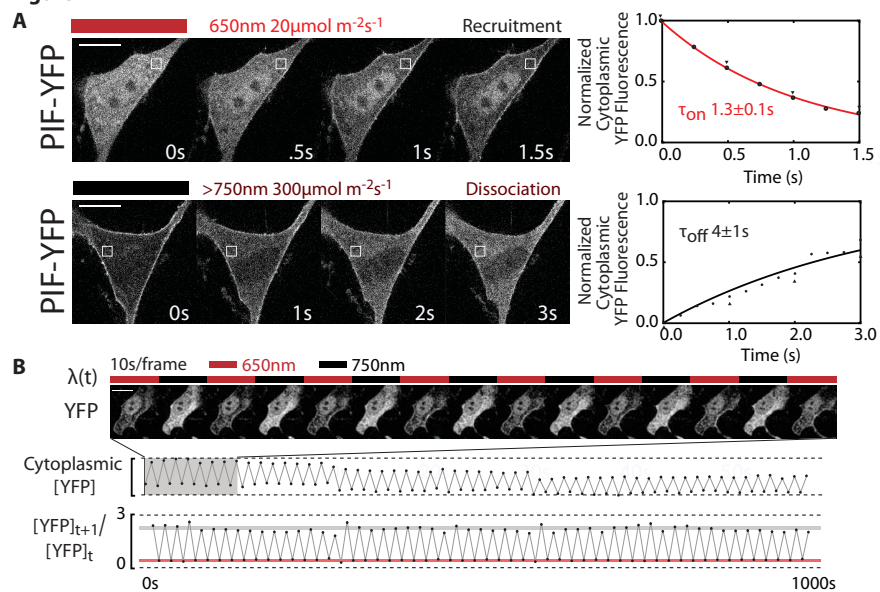 A
650nm 20μmol m-2s-1 Recruitment
PIF-YFP
0s .5s 1s 1.5s
Normalized
Cytoplasmic
YFP Fluorescence
1.0
0.5
0.0
τon 1.3±0.1s
0.0 0.5 1.0 1.5
Time (s)
>750nm 300μmol m-2s-1 Dissociation
PIF-YFP
0s 1s 2s 3s
Normalized
Cytoplasmic
YFP Fluorescence
1.0
0.5
0.0
τoff 4±1s
0.0 1.0 2.0 3.0
Time (s)
B
10s/frame 650nm 750nm
λ(t)
YFP
Cytoplasmic
[YFP]
[YFP]t+1/
[YFP]t
3
0
0s 1000s